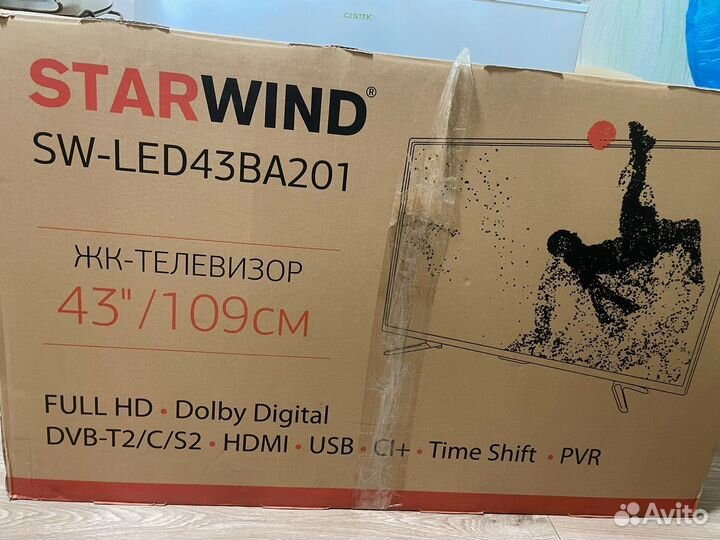 CENTEK
STARWIND®
SW-LED43BA201
ЖК-ТЕЛЕВИЗОР
43"/109см
FULL HD • Dolby Digital
DVB-T2/C/S2 • HDMI • USB • CI+ • Time Shift • PVR
Avito